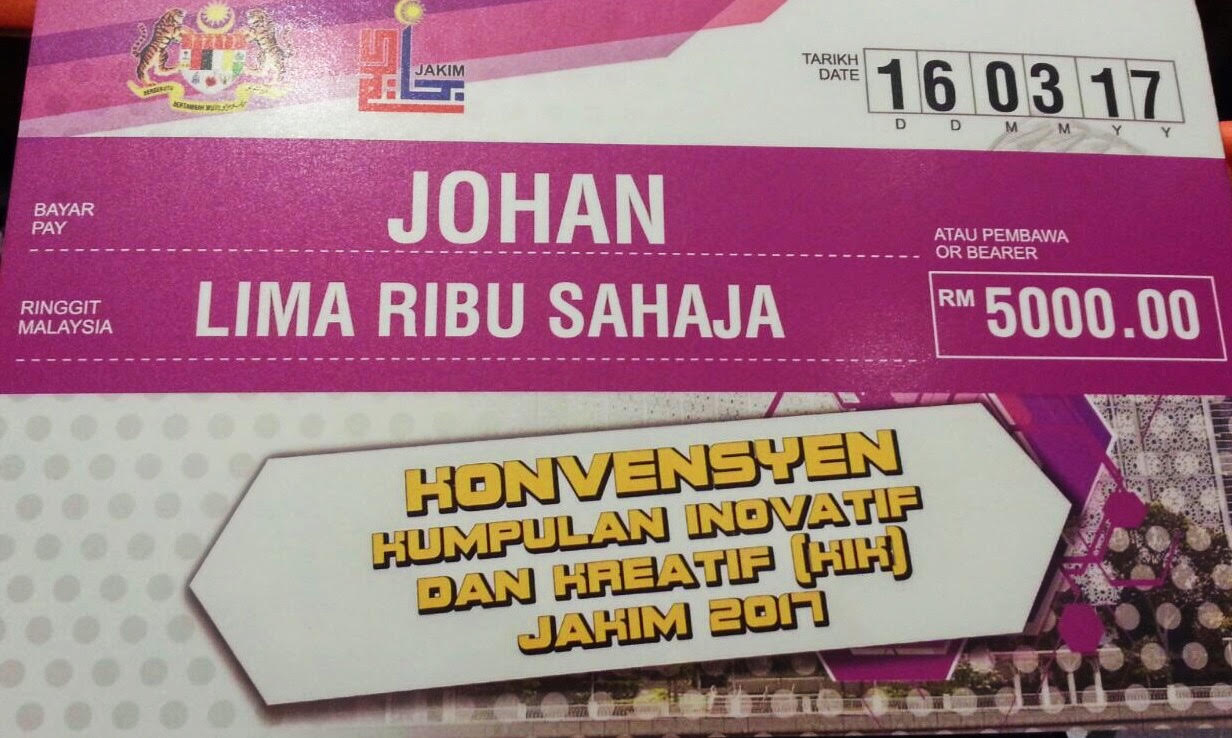 JAKIM
TARIKH
DATE
16 03 17
D D M M Y Y
BAYAR
PAY
JOHAN
ATAU PEMBAWA
OR BEARER
RINGGIT
MALAYSIA
LIMA RIBU SAHAJA
RM 5000.00
KONVENSYEN
KUMPULAN INOVATIF
DAN KREATIF (KIK)
JAKIM 2017